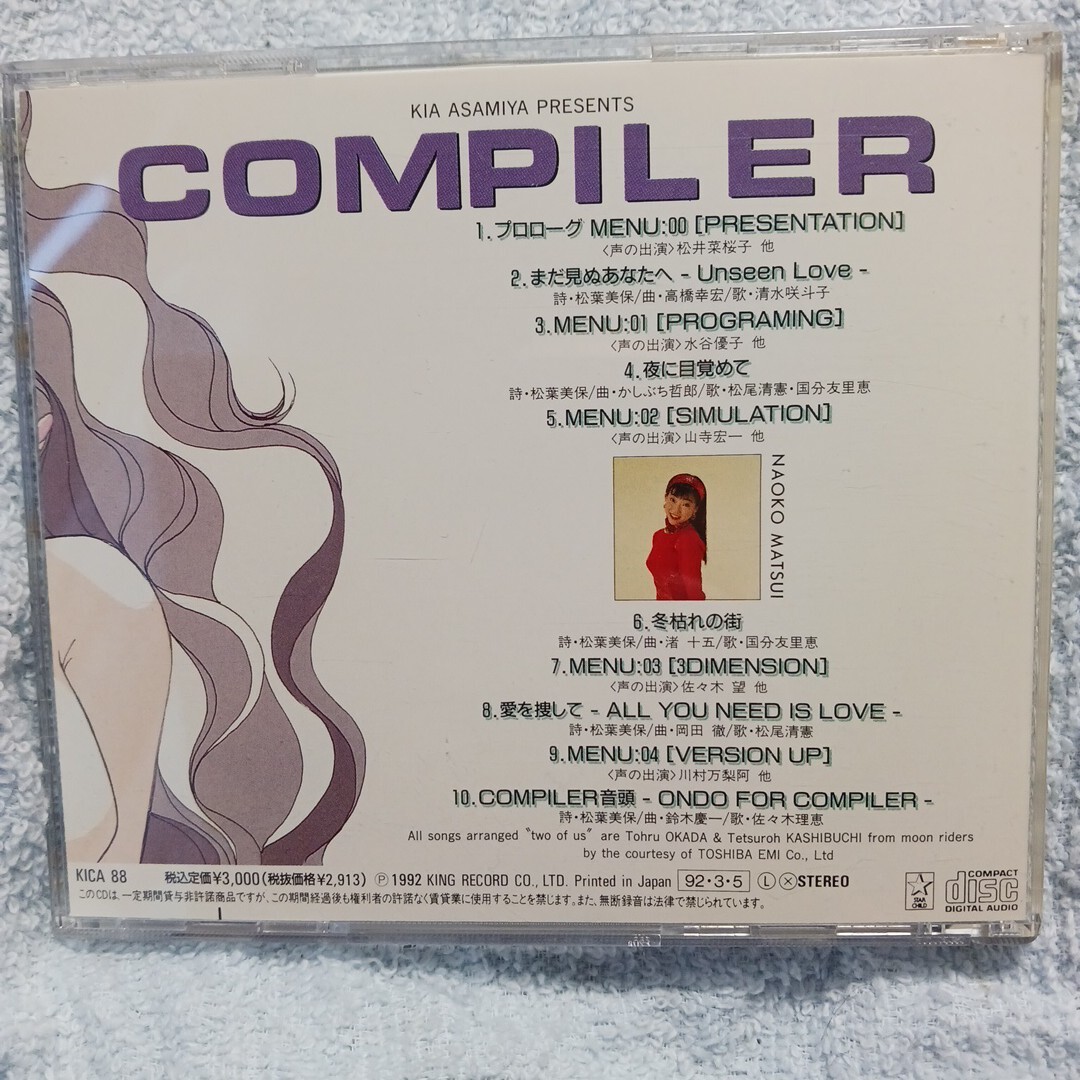 KIA ASAMIYA PRESENTS
COMPILER
1.プロローグ MENU:00 [PRESENTATION]
〈声の出演〉松井菜桜子 他
2.まだ見ぬあなたへ - Unseen Love -
詩・松葉美保/曲・高橋幸宏/歌・清水咲斗子
3.MENU:01 [PROGRAMING]
〈声の出演〉水谷優子 他
4.夜に目覚めて
詩・松葉美保/曲・かしぶち哲郎/歌・松尾清憲・国分友里恵
5.MENU:02 [SIMULATION]
〈声の出演〉山寺宏一 他
NAOKO MATSUI
6.冬枯れの街
詩・松葉美保/曲・渚 十五/歌・国分友里恵
7.MENU:03 [3DIMENSION]
〈声の出演〉佐々木 望 他
8.愛を捜して - ALL YOU NEED IS LOVE -
詩・松葉美保/曲・岡田 徹/歌・松尾清憲
9.MENU:04 [VERSION UP]
〈声の出演〉川村万梨阿 他
10.COMPILER音頭 - ONDO FOR COMPILER -
詩・松葉美保/曲・鈴木慶一/歌・佐々木理恵
All songs arranged "two of us" are Tohru OKADA & Tetsuroh KASHIBUCHI from moon riders
by the courtesy of TOSHIBA EMI Co., Ltd
KICA 88 税込定価¥3,000(税抜価格¥2,913) Ⓟ1992 KING RECORD CO., LTD. Printed in Japan 92・3・5 Ⓛ Ⓧ STEREO
このCDは、一定期間貸与非許諾商品ですが、この期間経過後も権利者の許諾なく賃貸業に使用することを禁じます。また、無断録音は法律で禁じられています。
STAR CHILD
COMPACT disc DIGITAL AUDIO